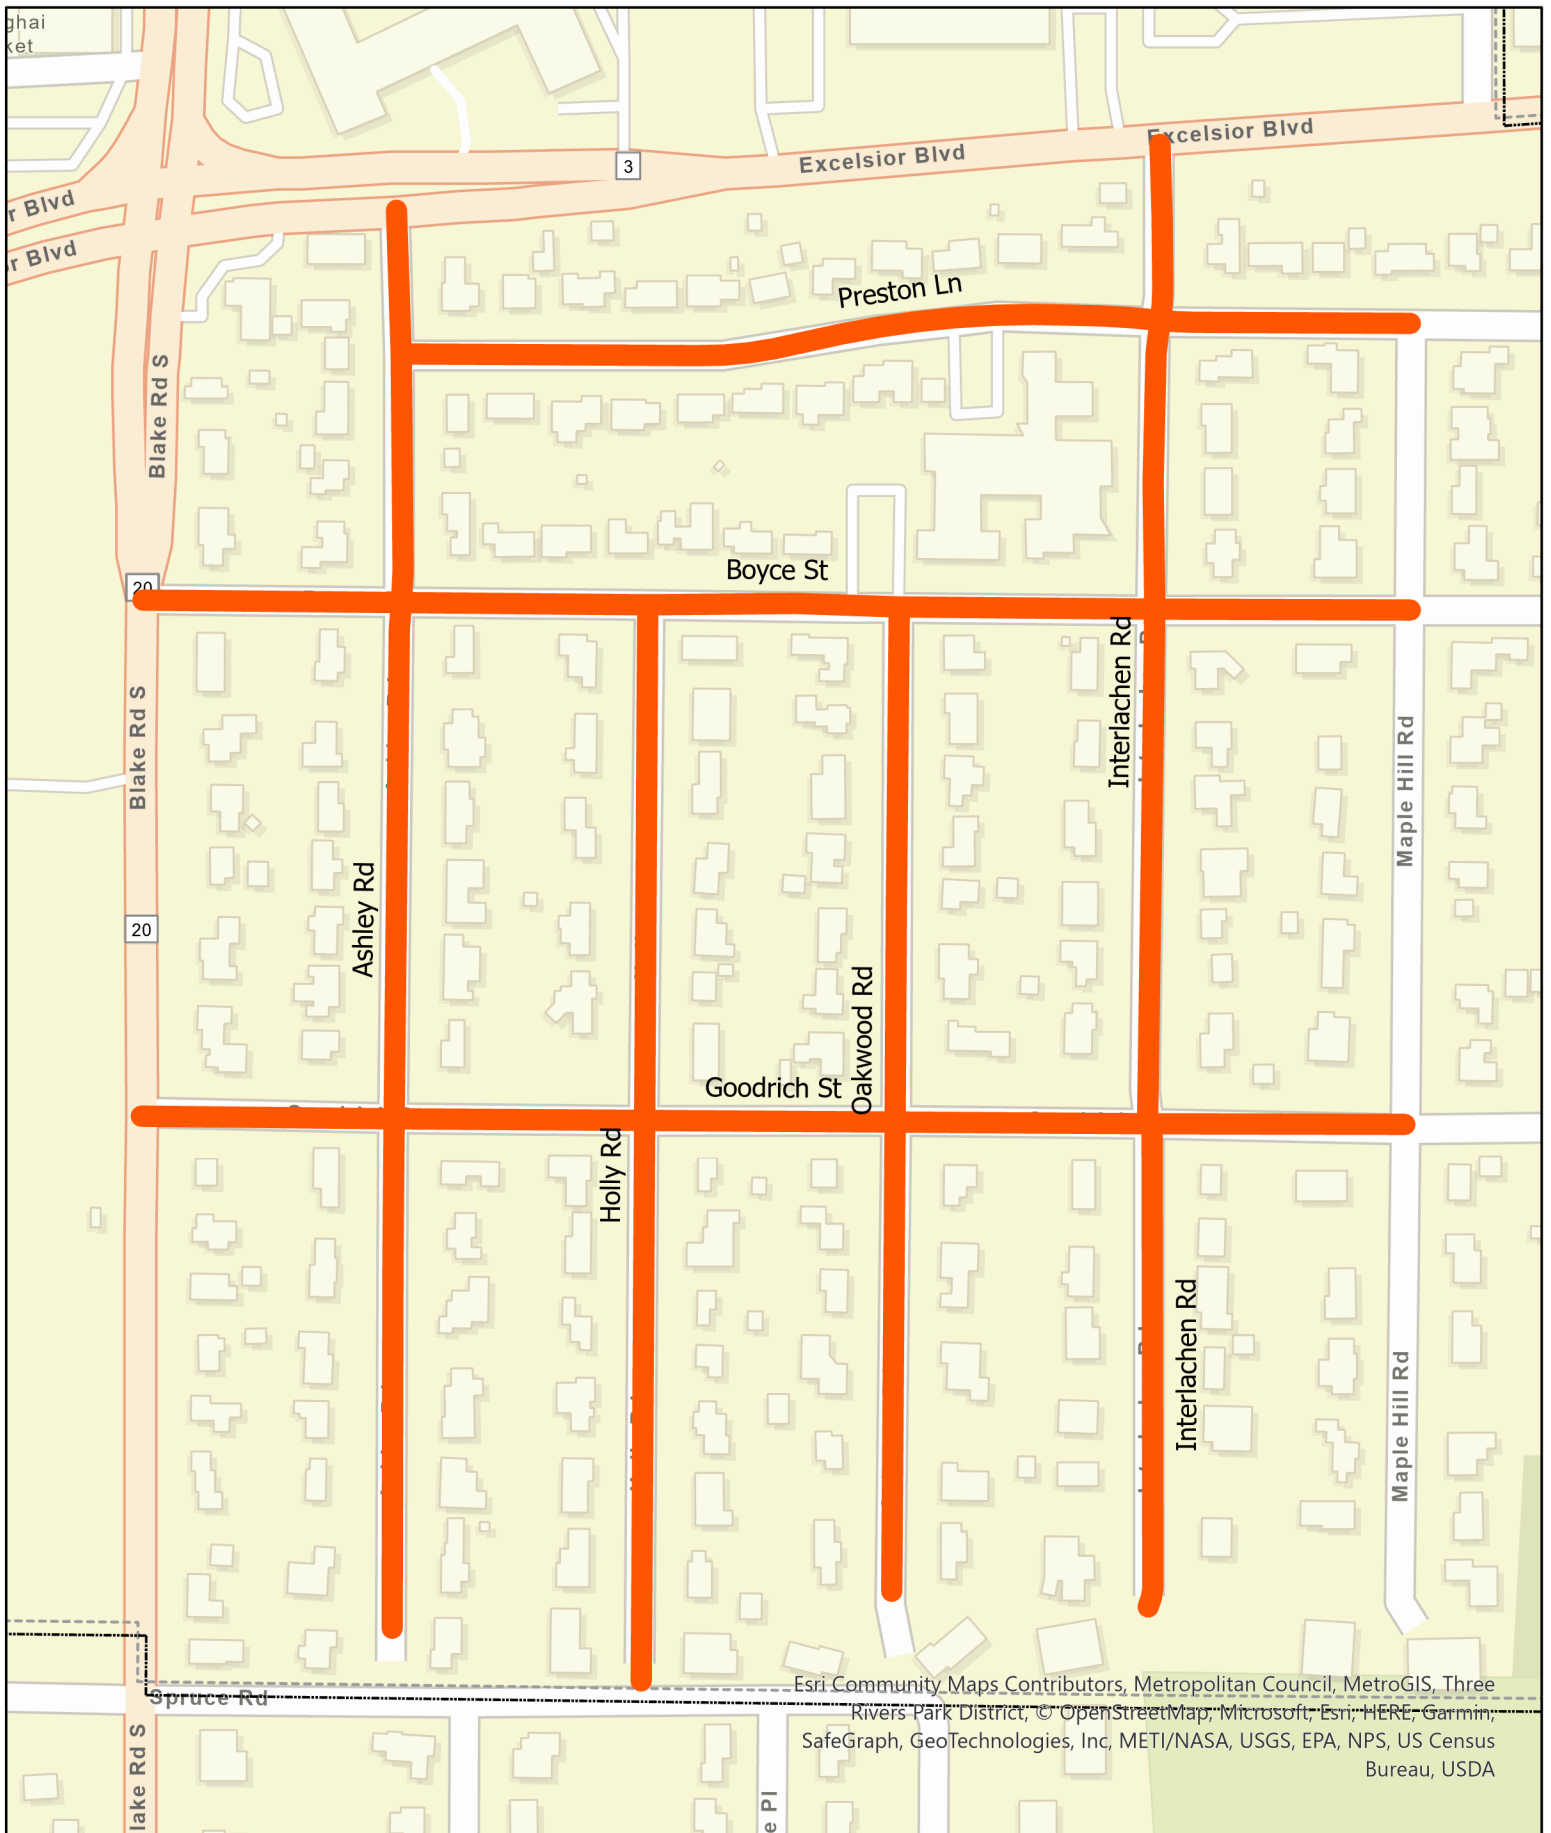 ghai
ket
Excelsior Blvd
Excelsior Blvd
3
r Blvd
or Blvd
Preston Ln
Blake Rd S
Boyce St
20
Interlachen Rd
Blake Rd S
Maple Hill Rd
Ashley Rd
20
Oakwood Rd
Goodrich St
Holly Rd
Interlachen Rd
Maple Hill Rd
Spruce Rd
Esri Community Maps Contributors, Metropolitan Council, MetroGIS, Three
Rivers Park District, © OpenStreetMap, Microsoft, Esri, HERE, Garmin,
SafeGraph, GeoTechnologies, Inc, METI/NASA, USGS, EPA, NPS, US Census
Bureau, USDA
lake Rd S
e Pl